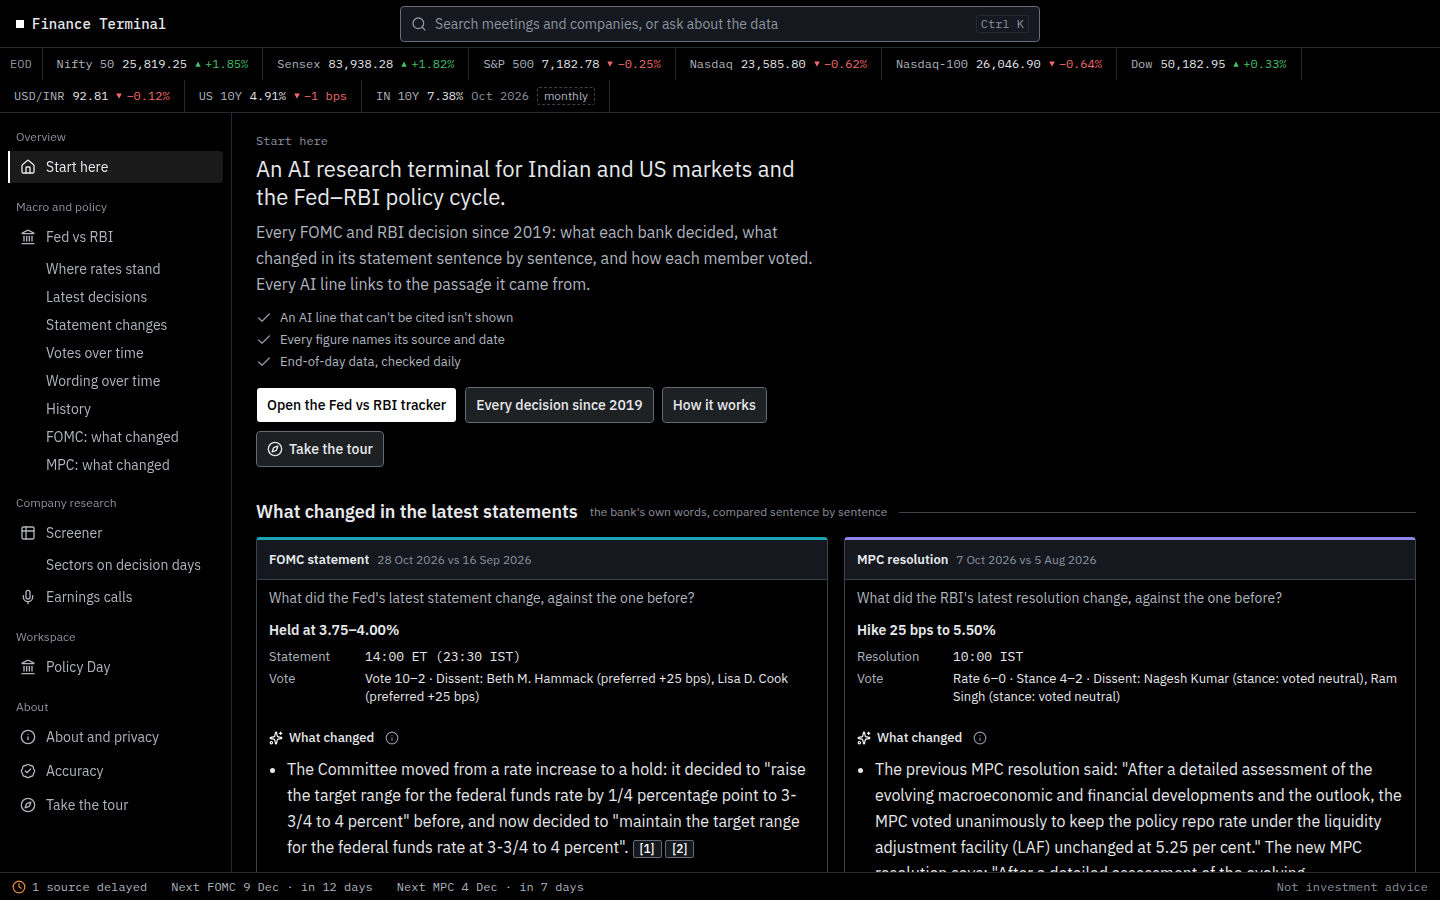 Finance Terminal
Search meetings and companies, or ask about the data
Ctrl K
EOD Nifty 50 25,819.25 ▲ +1.85% Sensex 83,938.28 ▲ +1.82% S&P 500 7,182.78 ▼ −0.25% Nasdaq 23,585.80 ▼ −0.62% Nasdaq-100 26,046.90 ▼ −0.64% Dow 50,182.95 ▲ +0.33%
USD/INR 92.81 ▼ −0.12% US 10Y 4.91% ▼ −1 bps IN 10Y 7.38% Oct 2026 monthly
Overview
Start here
Macro and policy
Fed vs RBI
Where rates stand
Latest decisions
Statement changes
Votes over time
Wording over time
History
FOMC: what changed
MPC: what changed
Company research
Screener
Sectors on decision days
Earnings calls
Workspace
Policy Day
About
About and privacy
Accuracy
Take the tour
Start here
An AI research terminal for Indian and US markets and
the Fed–RBI policy cycle.
Every FOMC and RBI decision since 2019: what each bank decided, what
changed in its statement sentence by sentence, and how each member voted.
Every AI line links to the passage it came from.
An AI line that can't be cited isn't shown
Every figure names its source and date
End-of-day data, checked daily
Open the Fed vs RBI tracker
Every decision since 2019
How it works
Take the tour
What changed in the latest statements the bank's own words, compared sentence by sentence
FOMC statement 28 Oct 2026 vs 16 Sep 2026
What did the Fed's latest statement change, against the one before?
Held at 3.75–4.00%
Statement 14:00 ET (23:30 IST)
Vote Vote 10–2 · Dissent: Beth M. Hammack (preferred +25 bps), Lisa D. Cook
(preferred +25 bps)
What changed
• The Committee moved from a rate increase to a hold: it decided to "raise
the target range for the federal funds rate by 1/4 percentage point to 3-
3/4 to 4 percent" before, and now decided to "maintain the target range
for the federal funds rate at 3-3/4 to 4 percent". [1] [2]
MPC resolution 7 Oct 2026 vs 5 Aug 2026
What did the RBI's latest resolution change, against the one before?
Hike 25 bps to 5.50%
Resolution 10:00 IST
Vote Rate 6–0 · Stance 4–2 · Dissent: Nagesh Kumar (stance: voted neutral), Ram
Singh (stance: voted neutral)
What changed
• The previous MPC resolution said: "After a detailed assessment of the
evolving macroeconomic and financial developments and the outlook, the
MPC voted unanimously to keep the policy repo rate under the liquidity
adjustment facility (LAF) unchanged at 5.25 per cent." The new MPC
resolution says: "After a detailed assessment of the evolving
1 source delayed Next FOMC 9 Dec · in 12 days Next MPC 4 Dec · in 7 days
Not investment advice